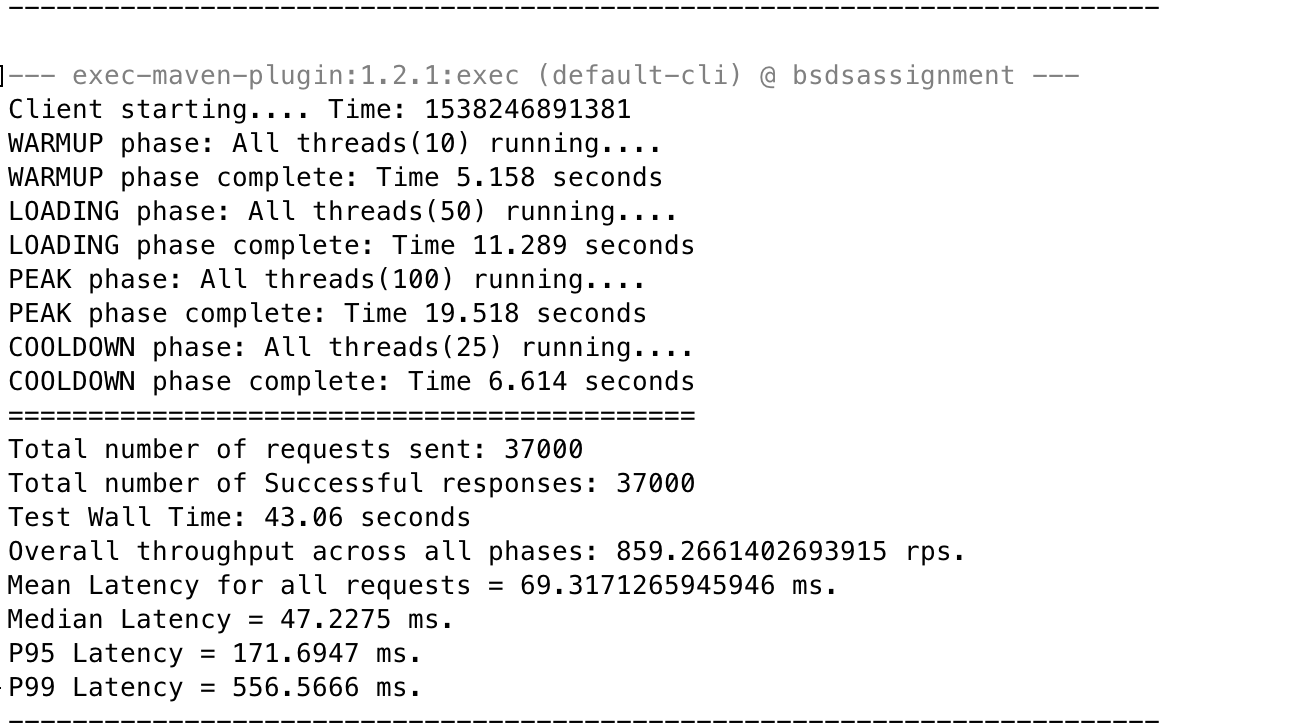 ------------------------------------------------------------------------
--- exec-maven-plugin:1.2.1:exec (default-cli) @ bsdsassignment ---
Client starting.... Time: 1538246891381
WARMUP phase: All threads(10) running....
WARMUP phase complete: Time 5.158 seconds
LOADING phase: All threads(50) running....
LOADING phase complete: Time 11.289 seconds
PEAK phase: All threads(100) running....
PEAK phase complete: Time 19.518 seconds
COOLDOWN phase: All threads(25) running....
COOLDOWN phase complete: Time 6.614 seconds
===========================================
Total number of requests sent: 37000
Total number of Successful responses: 37000
Test Wall Time: 43.06 seconds
Overall throughput across all phases: 859.2661402693915 rps.
Mean Latency for all requests = 69.3171265945946 ms.
Median Latency = 47.2275 ms.
P95 Latency = 171.6947 ms.
P99 Latency = 556.5666 ms.
------------------------------------------------------------------------